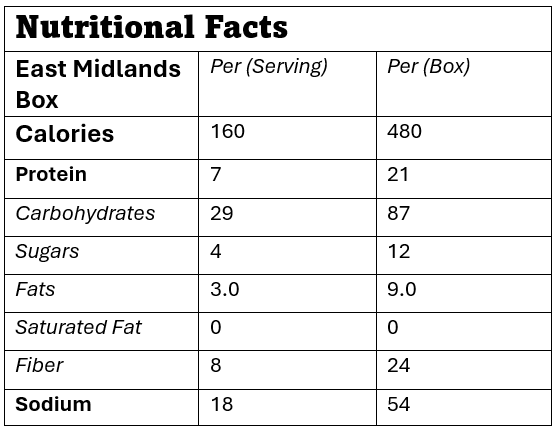 Nutritional Facts
East Midlands Box Per (Serving) Per (Box)
Calories 160 480
Protein 7 21
Carbohydrates 29 87
Sugars 4 12
Fats 3.0 9.0
Saturated Fat 0 0
Fiber 8 24
Sodium 18 54